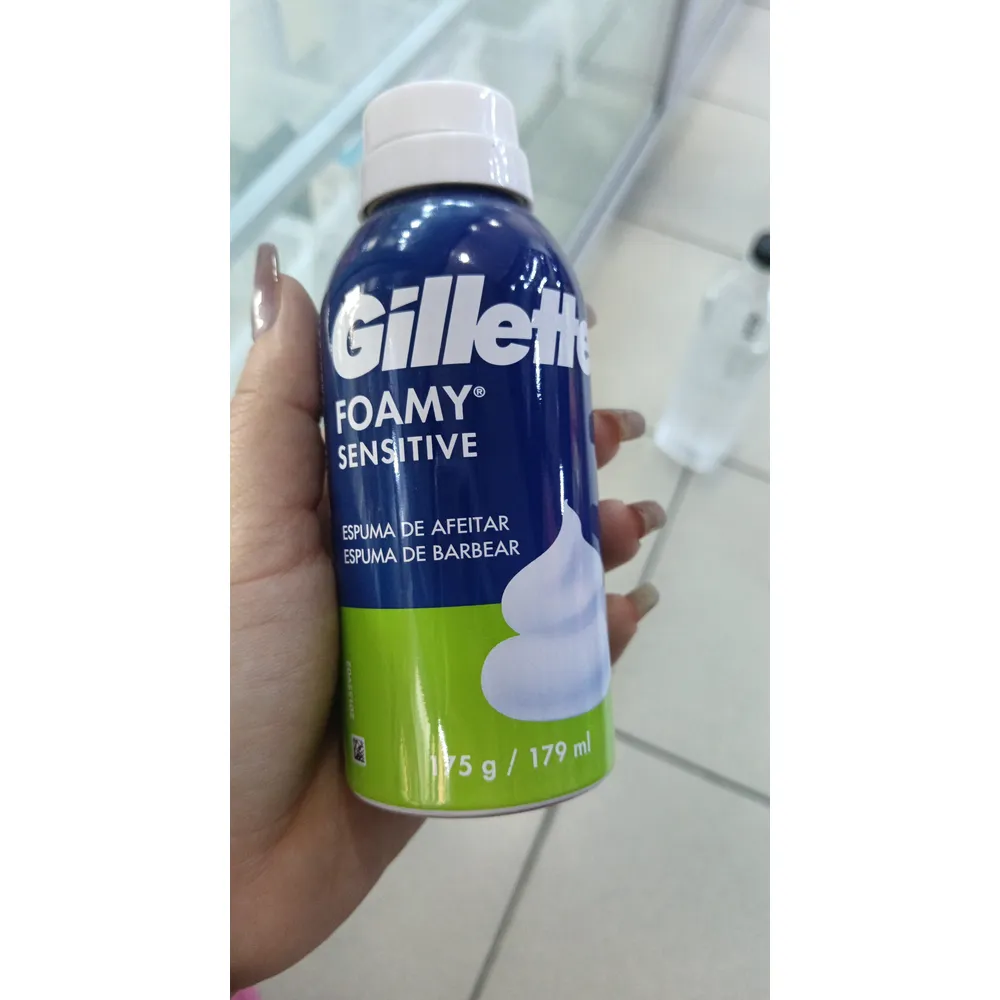 Gillette
FOAMY®
SENSITIVE
ESPUMA DE AFEITAR
ESPUMA DE BARBEAR
175 g / 179 ml